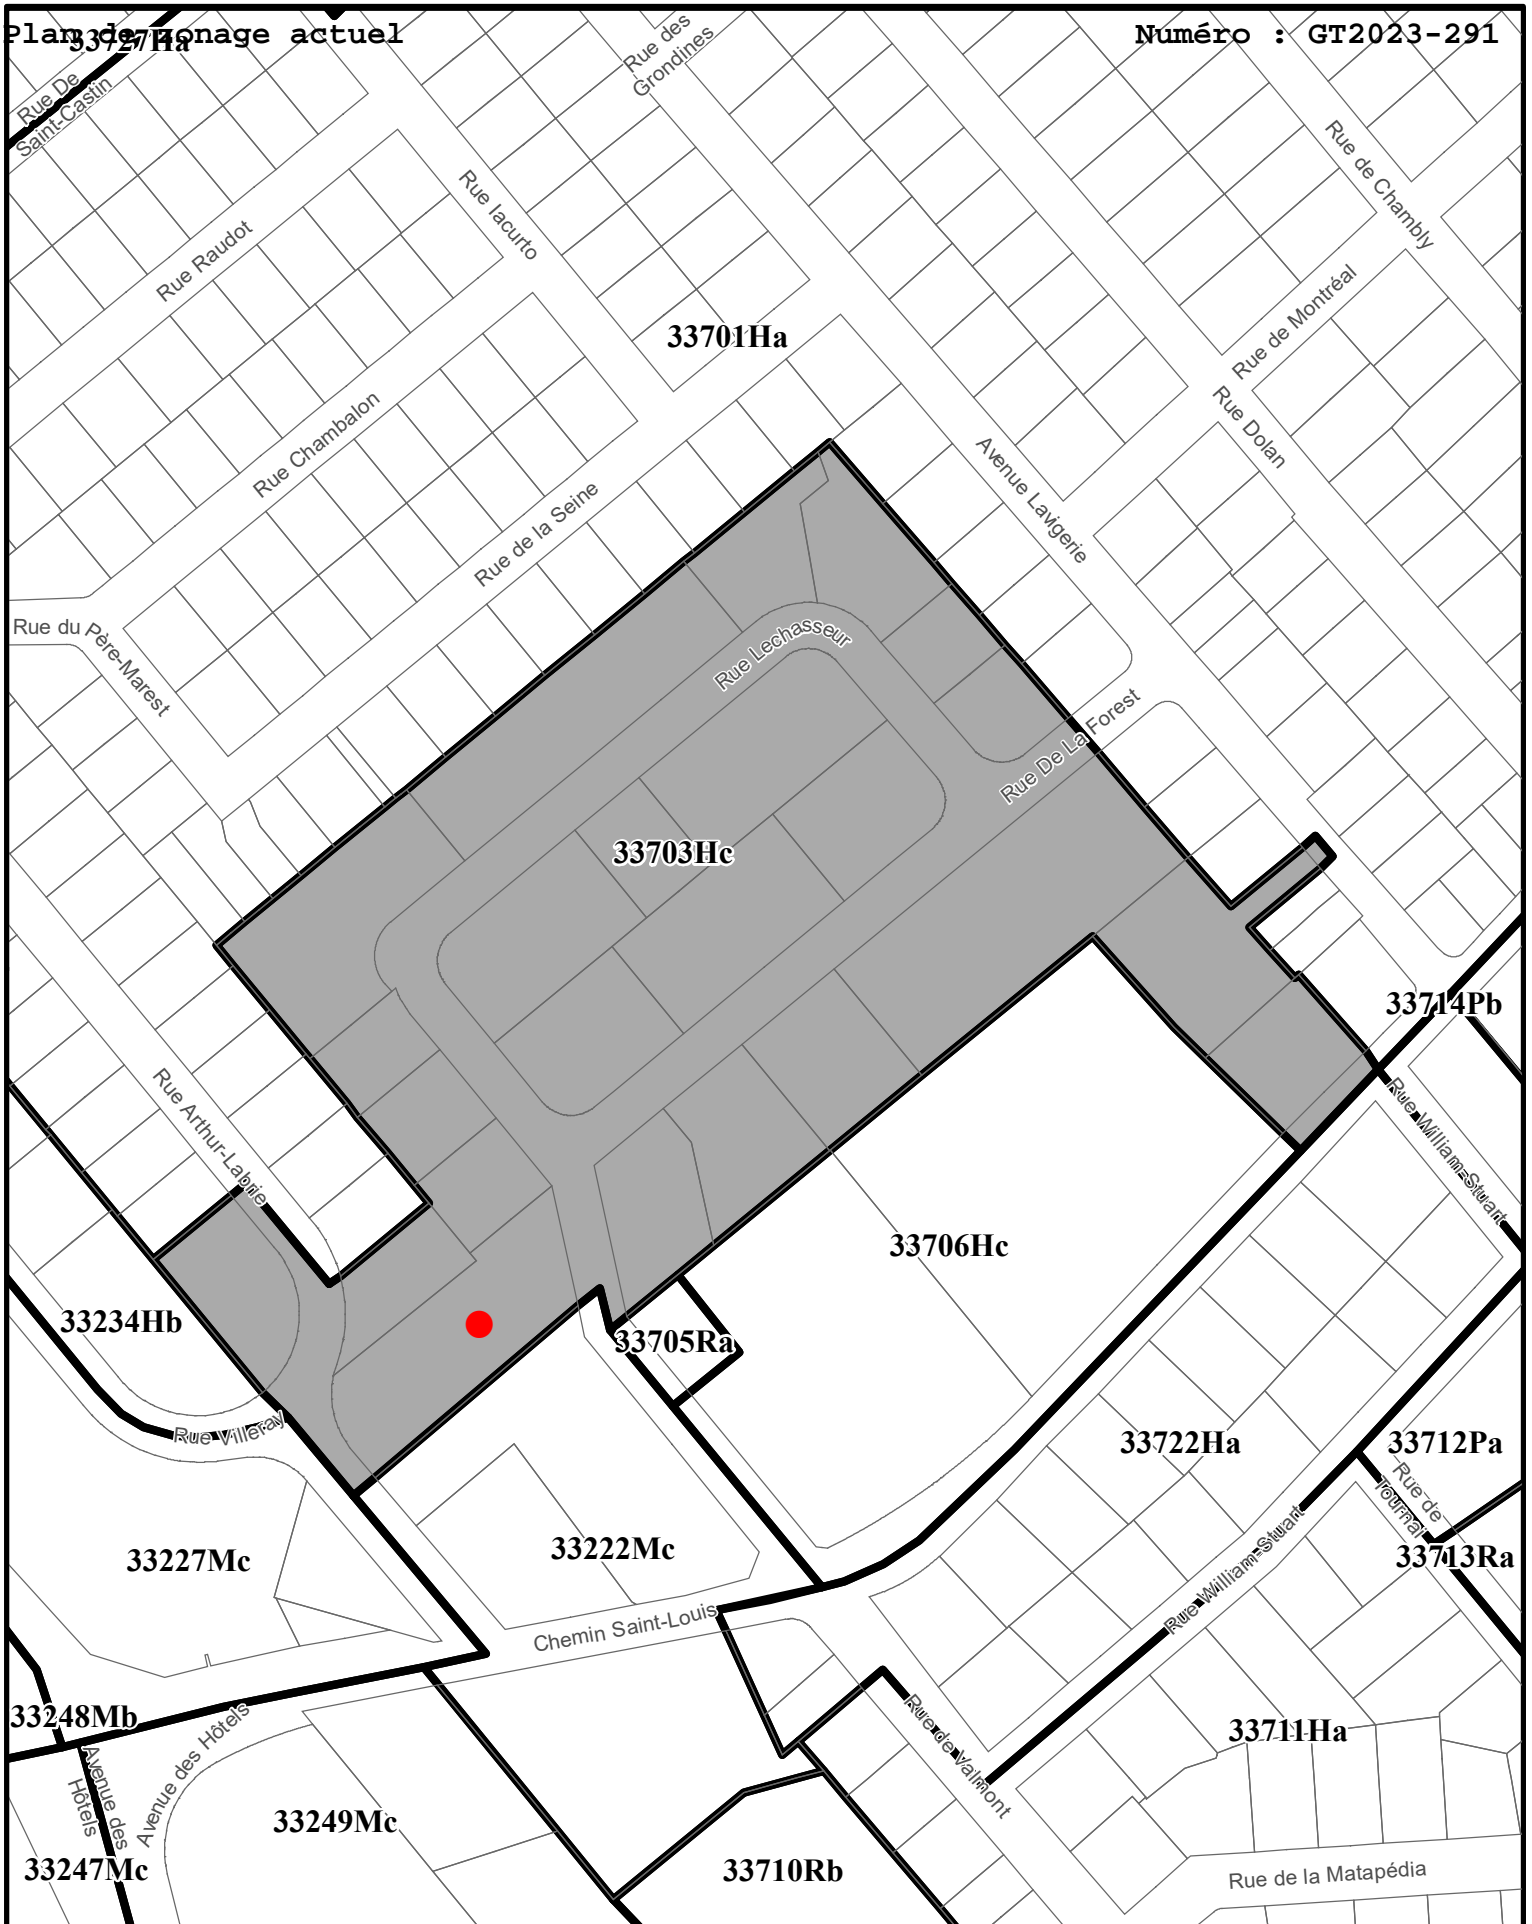 Plan de zonage actuel
Numéro : GT2023-291
33727Ha
Rue De
Saint-Castin
Rue des
Grondines
Rue de Chambly
Rue Iacurto
Rue Raudot
Rue de Montréal
33701Ha
Rue Dolan
Rue Chambalon
Avenue Lavigerie
Rue de la Seine
Rue du Père-Marest
Rue Lechasseur
Rue De La Forest
33703Hc
33714Pb
Rue Arthur-Labrie
Rue William-Stuart
33706Hc
33234Hb
33705Ra
Rue Villeray
33722Ha
33712Pa
Rue de
Tournai
33227Mc
33222Mc
33713Ra
Rue William-Stuart
Chemin Saint-Louis
33248Mb
Avenue des Hôtels
Avenue des
Hôtels
Rue de Valmont
33711Ha
33249Mc
33247Mc
33710Rb
Rue de la Matapédia